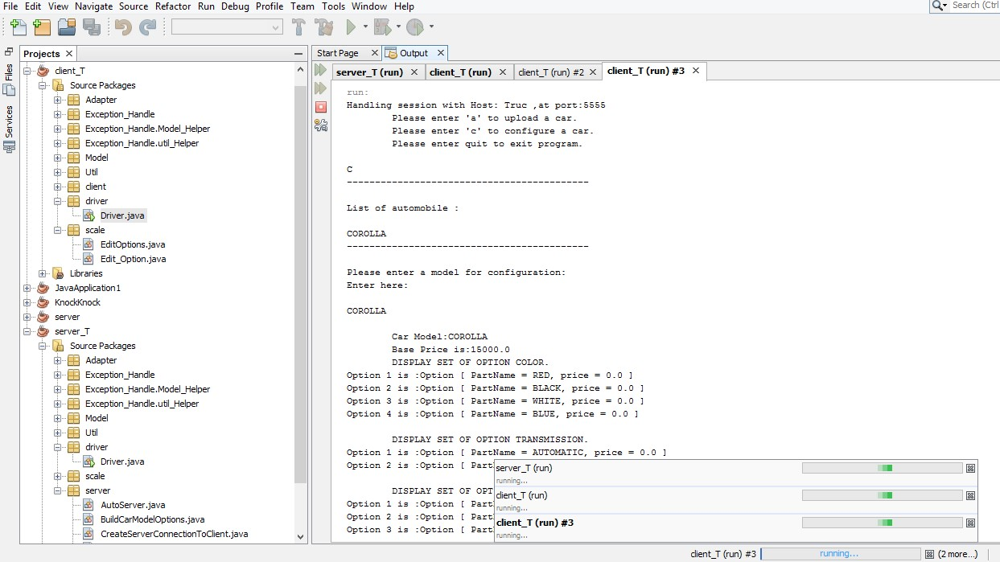 File Edit View Navigate Source Refactor Run Debug Profile Team Tools Window Help
Search (Ctrl
Projects
Start Page Output
Files
Services
server_T (run) client_T (run) client_T (run) #2 client_T (run) #3
client_T
Source Packages
Adapter
Exception_Handle
Exception_Handle.Model_Helper
Exception_Handle.util_Helper
Model
Util
client
driver
Driver.java
scale
EditOptions.java
Edit_Option.java
Libraries
JavaApplication1
KnockKnock
server
server_T
Source Packages
Adapter
Exception_Handle
Exception_Handle.Model_Helper
Exception_Handle.util_Helper
Model
Util
driver
Driver.java
scale
server
AutoServer.java
BuildCarModelOptions.java
CreateServerConnectionToClient.java
run:
Handling session with Host: Truc ,at port:5555
Please enter 'a' to upload a car.
Please enter 'c' to configure a car.
Please enter quit to exit program.
C
-------------------------------------------
List of automobile :
COROLLA
-------------------------------------------
Please enter a model for configuration:
Enter here:
COROLLA
Car Model:COROLLA
Base Price is:15000.0
DISPLAY SET OF OPTION COLOR.
Option 1 is :Option [ PartName = RED, price = 0.0 ]
Option 2 is :Option [ PartName = BLACK, price = 0.0 ]
Option 3 is :Option [ PartName = WHITE, price = 0.0 ]
Option 4 is :Option [ PartName = BLUE, price = 0.0 ]
DISPLAY SET OF OPTION TRANSMISSION.
Option 1 is :Option [ PartName = AUTOMATIC, price = 0.0 ]
Option 2 is :Option [ Part
DISPLAY SET OF OPT
Option 1 is :Option [ Part
Option 2 is :Option [ Part
Option 3 is :Option [ Part
server_T (run)
running...
client_T (run)
running...
client_T (run) #3
running...
client_T (run) #3 running... (2 more...)